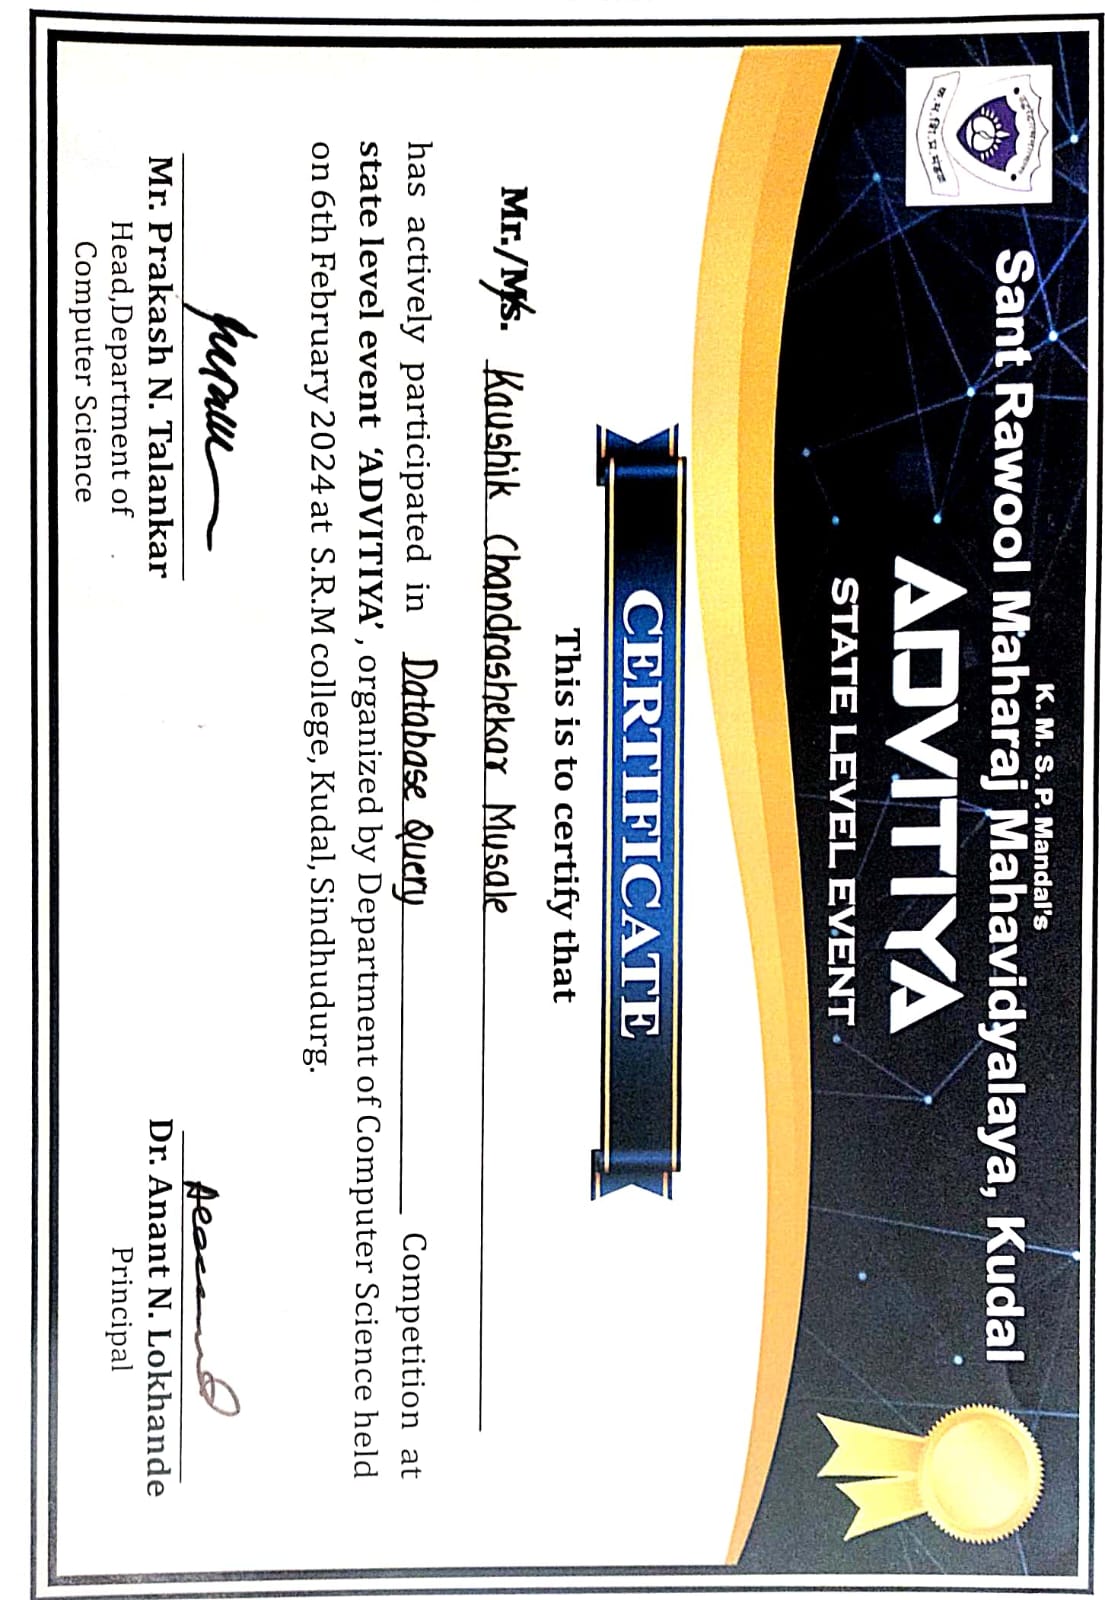 K. M. S. P. Mandal's
Sant Rawool Maharaj Mahavidyalaya, Kudal
ADVITIYA
STATE LEVEL EVENT
क.म.शि.प्र.मंडळ
CERTIFICATE
This is to certify that
Mr./Ms. Kaushik Chandrashekar Musale
has actively participated in Database Query Competition at
state level event 'ADVITIYA', organized by Department of Computer Science held
on 6th February 2024 at S.R.M college, Kudal, Sindhudurg.
Mr. Prakash N. Talankar
Head,Department of
Computer Science
Dr. Anant N. Lokhande
Principal